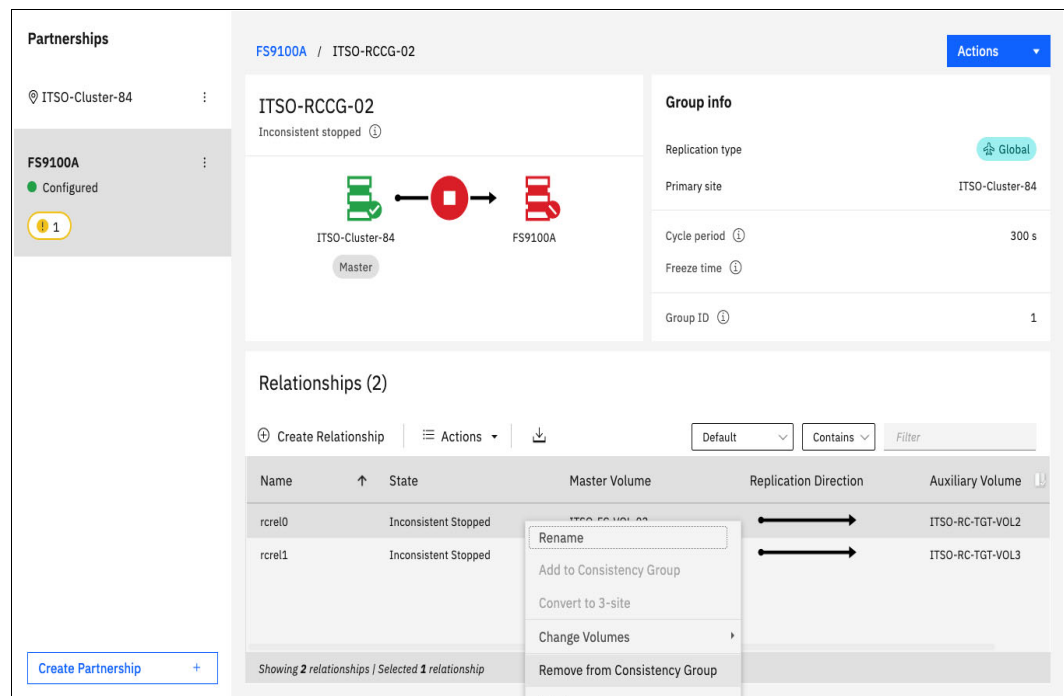 Partnerships
ITSO-Cluster-84
FS9100A
Configured
1
Create Partnership +
FS9100A / ITSO-RCCG-02
Actions
ITSO-RCCG-02
Inconsistent stopped
ITSO-Cluster-84
FS9100A
Master
Group info
Replication type Global
Primary site ITSO-Cluster-84
Cycle period 300 s
Freeze time
Group ID 1
Relationships (2)
Create Relationship Actions Default Contains Filter
Name State Master Volume Replication Direction Auxiliary Volume
rcrel0 Inconsistent Stopped ITSO-RC-TGT-VOL2
rcrel1 Inconsistent Stopped ITSO-RC-TGT-VOL3
Rename
Add to Consistency Group
Convert to 3-site
Change Volumes
Remove from Consistency Group
Showing 2 relationships | Selected 1 relationship